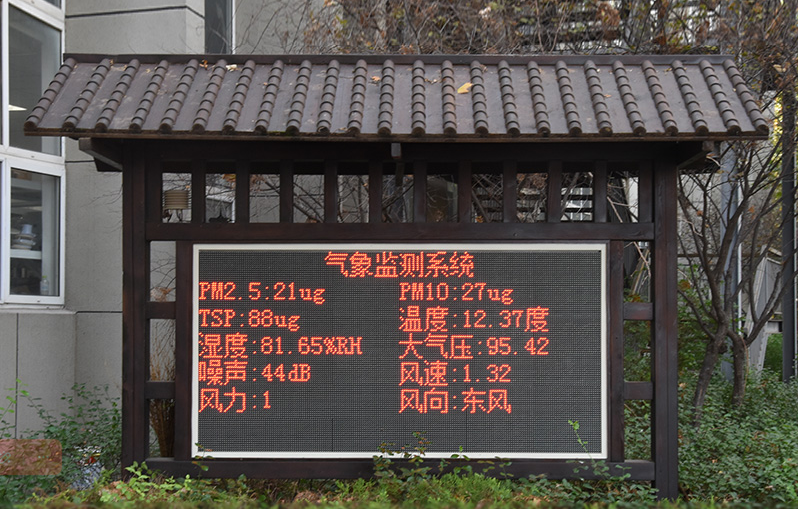 气象监测系统
PM2.5:21ug PM10:27ug
TSP:88ug 温度:12.37度
湿度:81.65%RH 大气压:95.42
噪声:44dB 风速:1.32
风力:1 风向:东风